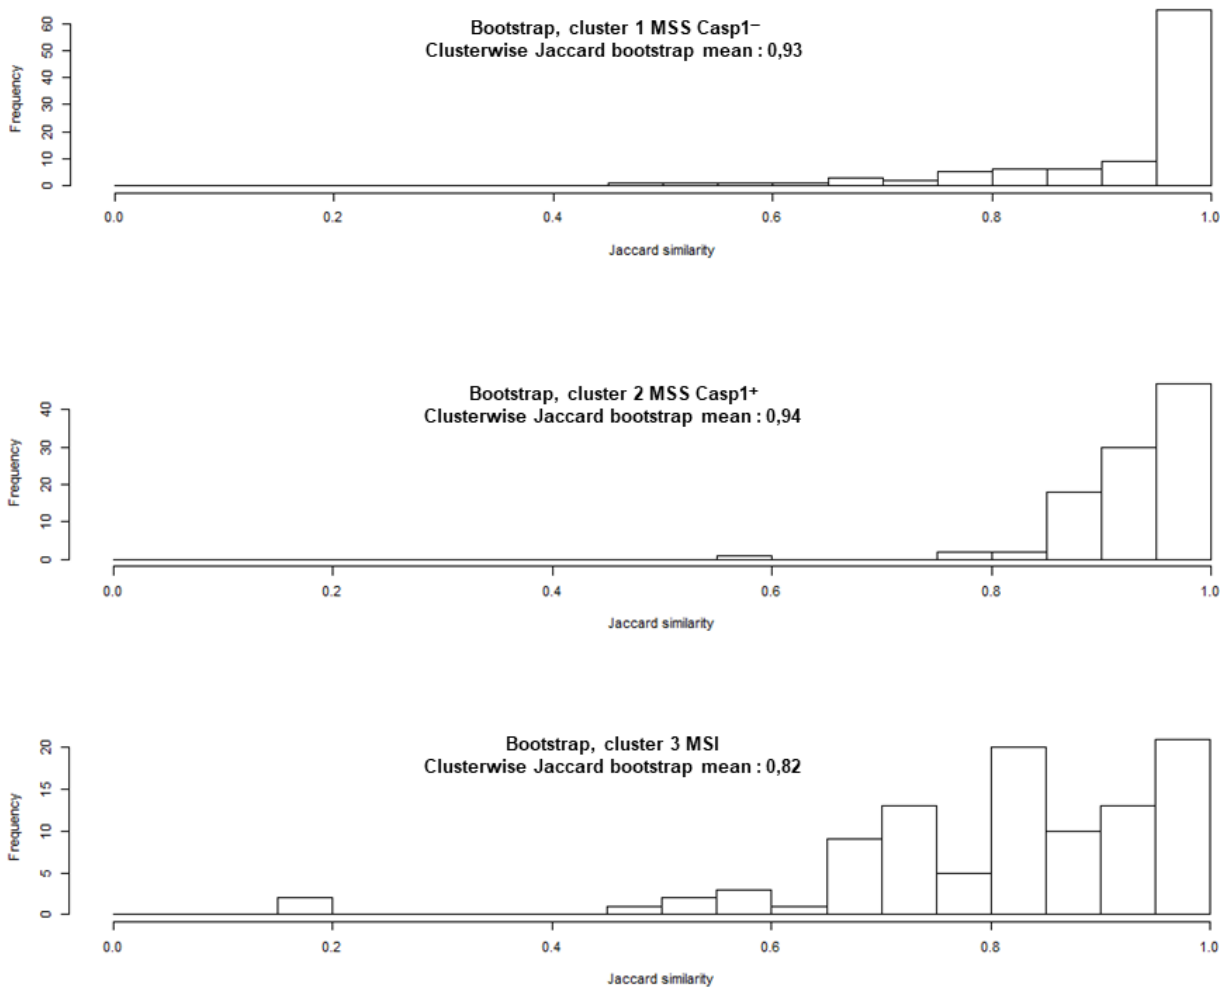 Bootstrap, cluster 1 MSS Casp1⁻
Clusterwise Jaccard bootstrap mean : 0,93
Frequency
60
50
40
30
20
10
0
0.0 0.2 0.4 0.6 0.8 1.0
Jaccard similarity
Bootstrap, cluster 2 MSS Casp1⁺
Clusterwise Jaccard bootstrap mean : 0,94
Frequency
40
30
20
10
0
0.0 0.2 0.4 0.6 0.8 1.0
Jaccard similarity
Bootstrap, cluster 3 MSI
Clusterwise Jaccard bootstrap mean : 0,82
Frequency
20
15
10
5
0
0.0 0.2 0.4 0.6 0.8 1.0
Jaccard similarity